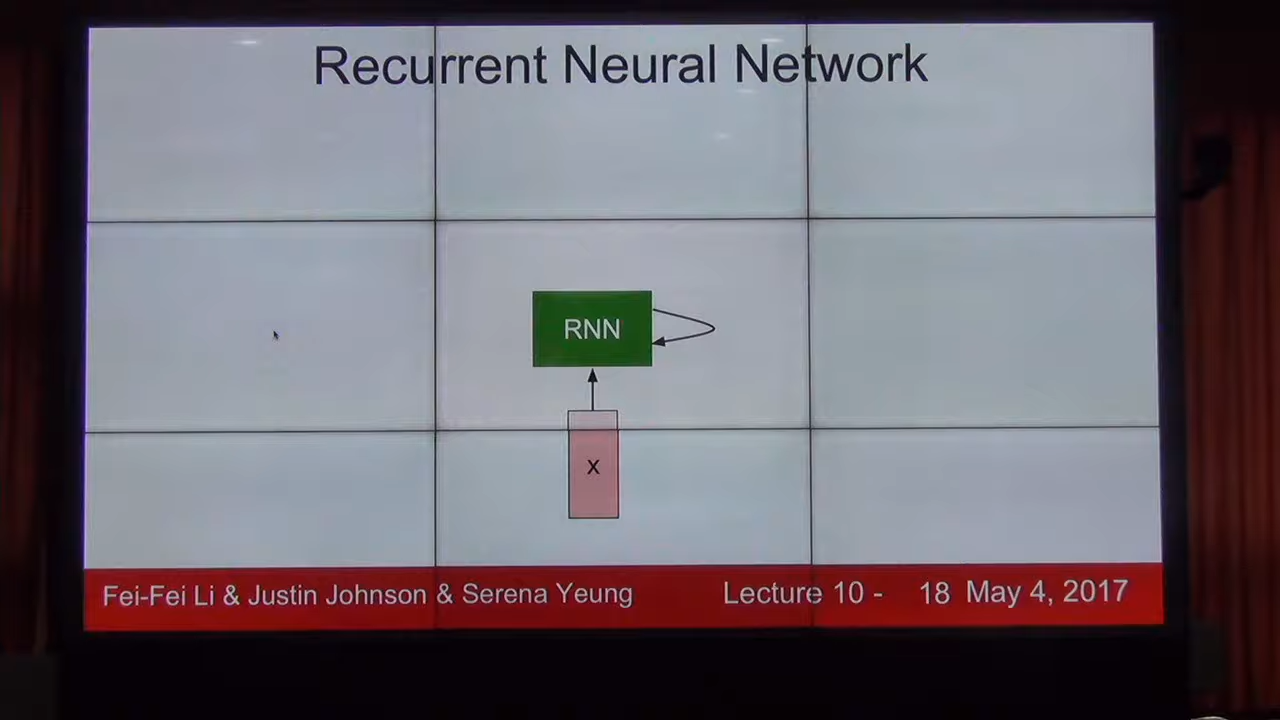 Recurrent Neural Network
RNN
x
Fei-Fei Li & Justin Johnson & Serena Yeung Lecture 10 - 18 May 4, 2017